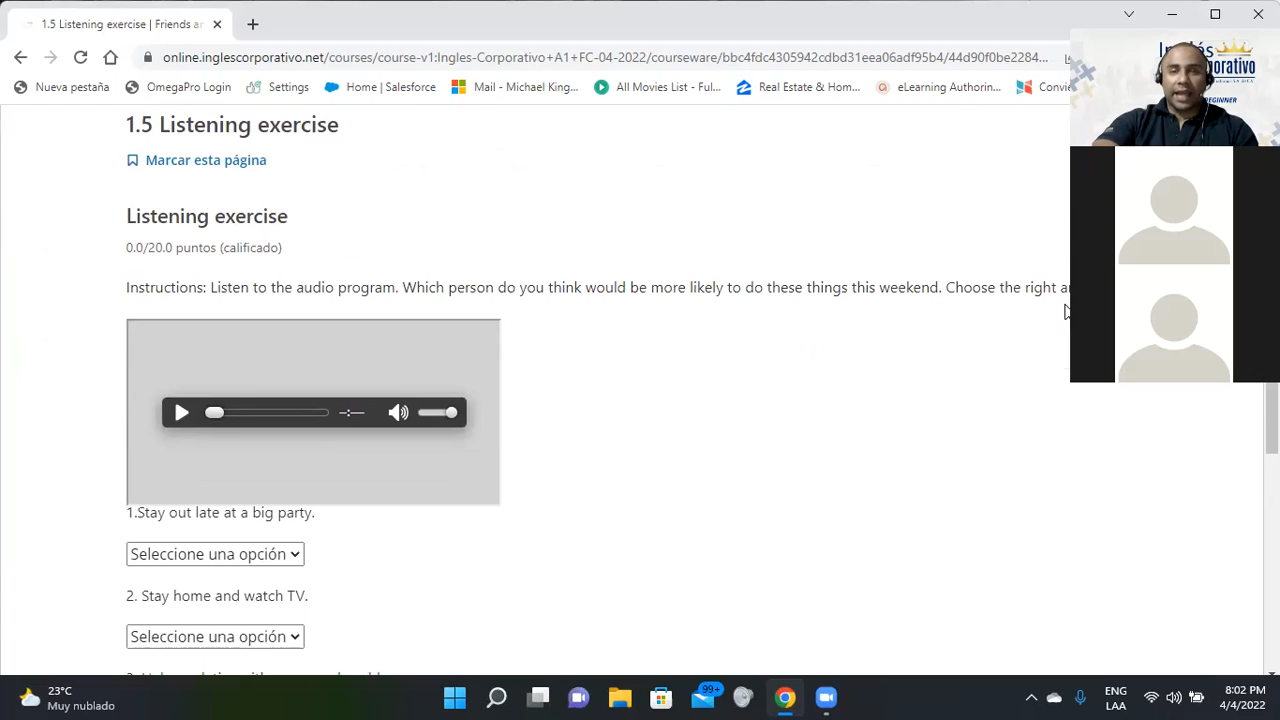 1.5 Listening exercise | Friends ar
online.inglescorporativo.net/courses/course-v1:Ingles-Corporativo+A1+FC-04-2022/courseware/bbc4fdc4305942cdbd31eea06adf95b4/44d90f0be2284...
Nueva pestaña
OmegaPro Login
Settings
Home | Salesforce
Mail - Michael King...
All Movies List - Ful...
Real Estate & Hom...
eLearning Authorin...
Convie
Inglés
BEGINNER
1.5 Listening exercise
Marcar esta página
Listening exercise
0.0/20.0 puntos (calificado)
Instructions: Listen to the audio program. Which person do you think would be more likely to do these things this weekend. Choose the right a
-:--
1.Stay out late at a big party.
Seleccione una opción
2. Stay home and watch TV.
Seleccione una opción
23°C
Muy nublado
99+
ENG
LAA
8:02 PM
4/4/2022